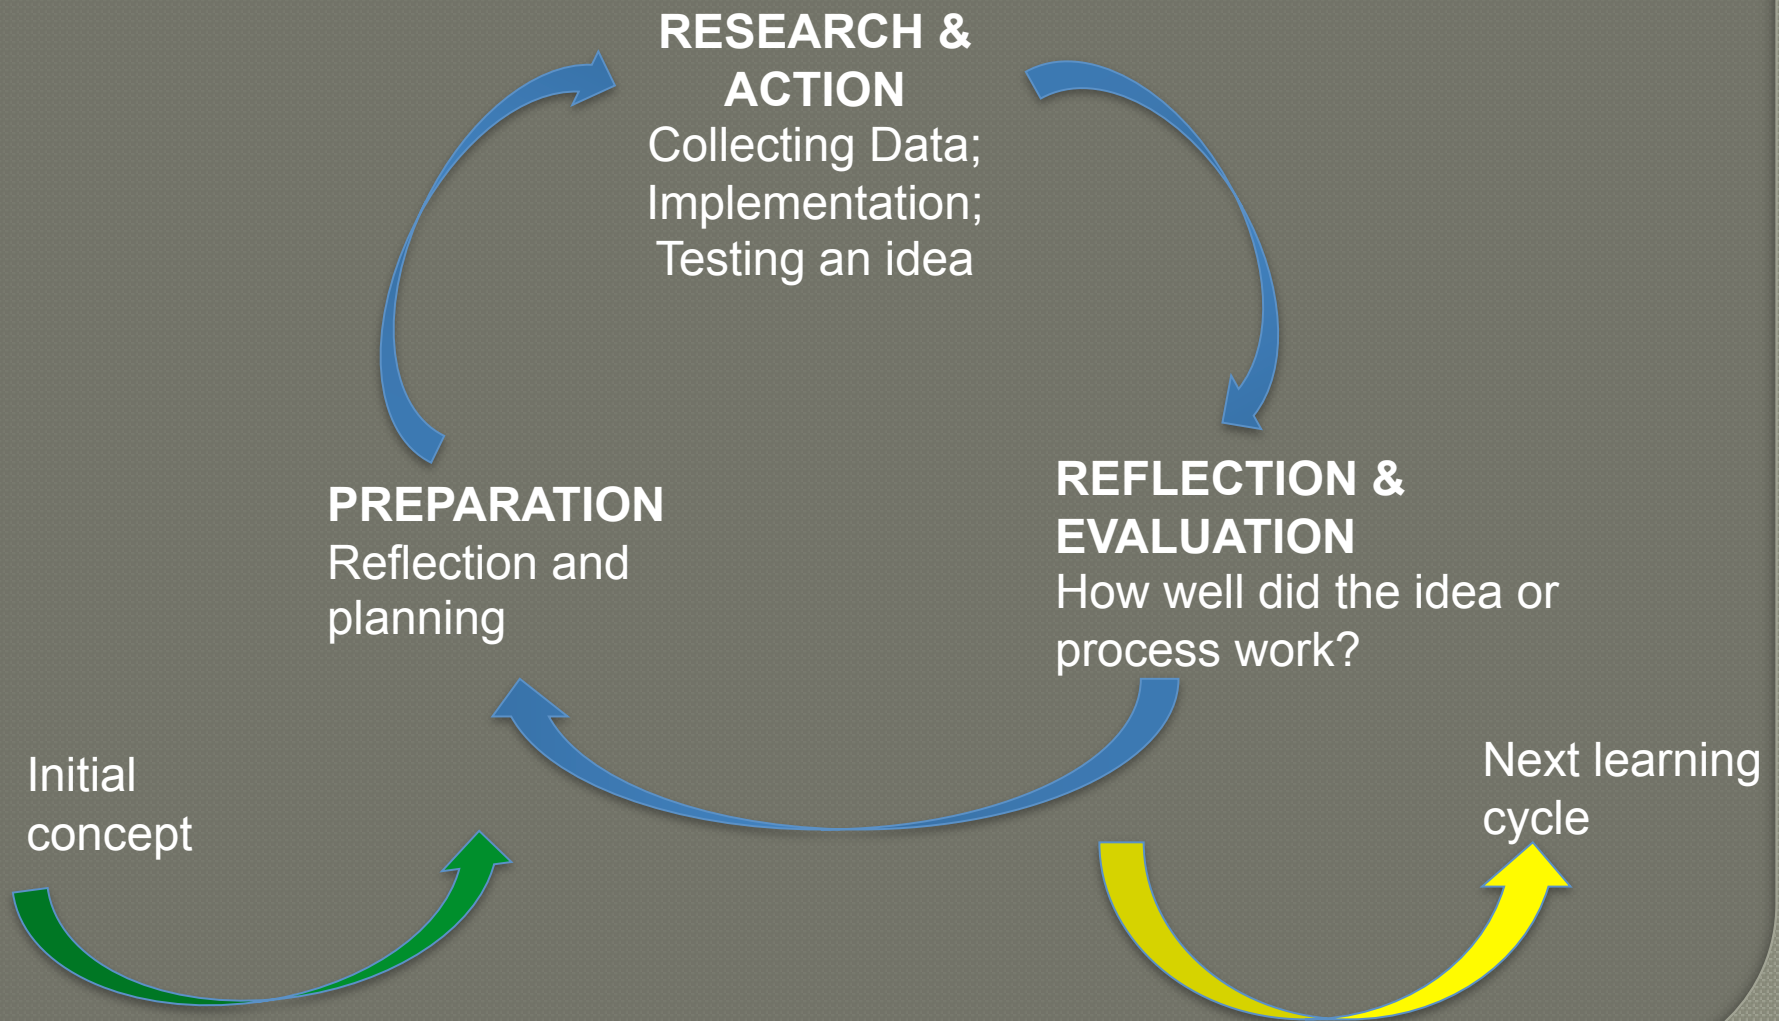 RESEARCH &
ACTION
Collecting Data;
Implementation;
Testing an idea
PREPARATION
Reflection and
planning
REFLECTION &
EVALUATION
How well did the idea or
process work?
Initial
concept
Next learning
cycle